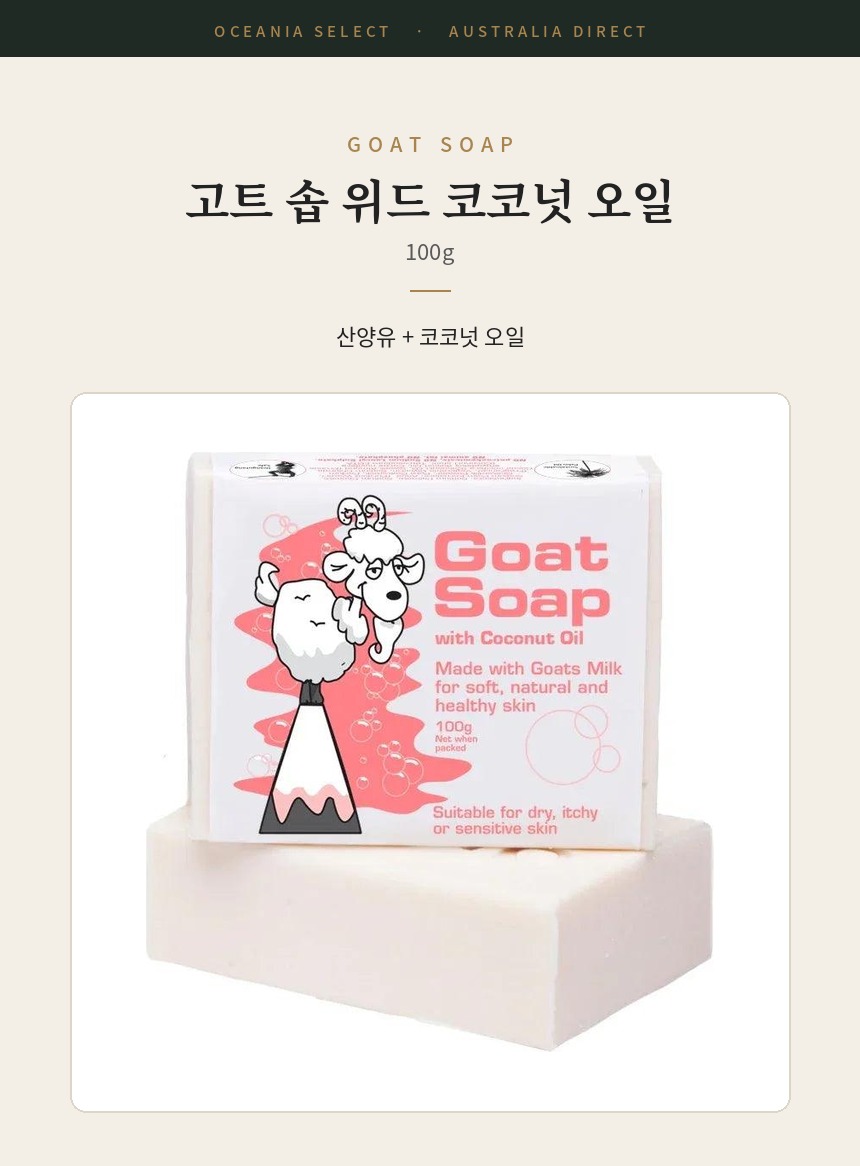 OCEANIA SELECT · AUSTRALIA DIRECT
GOAT SOAP
고트 솝 위드 코코넛 오일
100g
산양유 + 코코넛 오일
Goat
Soap
with Coconut Oil
Made with Goats Milk
for soft, natural and
healthy skin
100g
Net when
packed
Suitable for dry, itchy
or sensitive skin